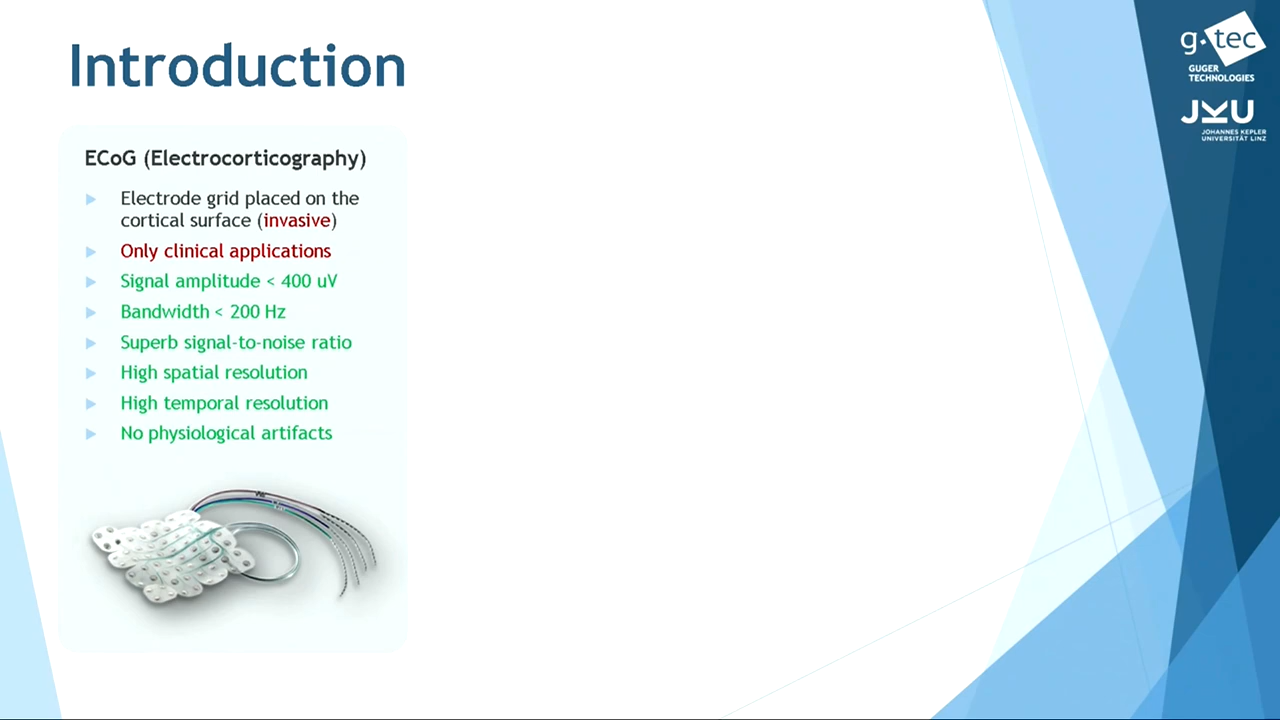 Introduction
g.tec
GUGER
TECHNOLOGIES
JKU
JOHANNES KEPLER
UNIVERSITÄT LINZ
ECoG (Electrocorticography)
Electrode grid placed on the
cortical surface (invasive)
Only clinical applications
Signal amplitude < 400 uV
Bandwidth < 200 Hz
Superb signal-to-noise ratio
High spatial resolution
High temporal resolution
No physiological artifacts